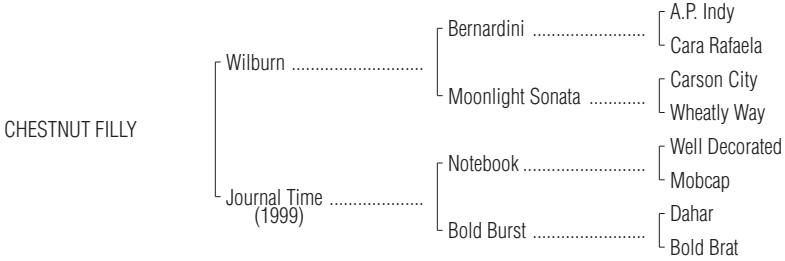 A.P. Indy
Bernardini ........................
Cara Rafaela
Wilburn ............................
Carson City
Moonlight Sonata ............
Wheatly Way
CHESTNUT FILLY
Well Decorated
Notebook ..........................
Mobcap
Journal Time ....................
(1999)
Dahar
Bold Burst ........................
Bold Brat